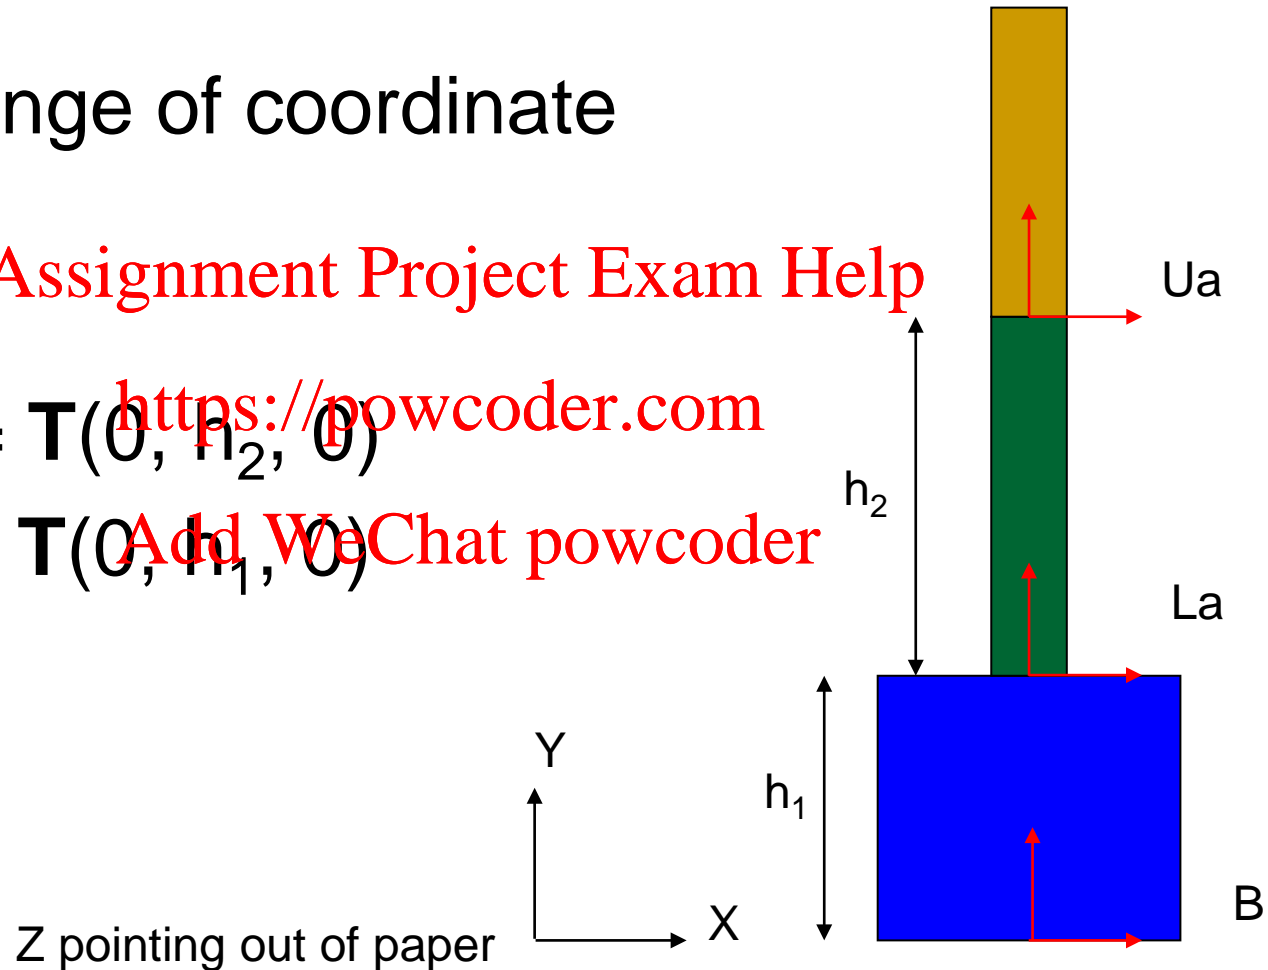 nge of coordinate
Assignment Project Exam Help
Ua
https://powcoder.com
= T(0, h₂, 0)
h₂
Add WeChat powcoder
T(0, h₁, 0)
La
Y
h₁
X
B
Z pointing out of paper